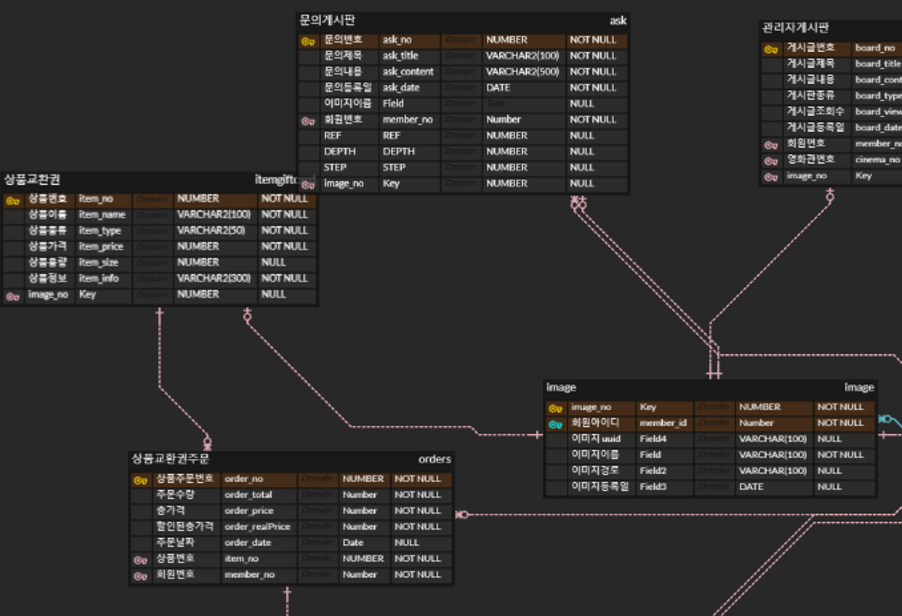 문의게시판 ask
문의번호 ask_no Domain NUMBER NOT NULL
문의제목 ask_title Domain VARCHAR2(100) NOT NULL
문의내용 ask_content Domain VARCHAR2(500) NOT NULL
문의등록일 ask_date Domain DATE NOT NULL
이미지이름 Field Domain Type NULL
회원번호 member_no Domain Number NOT NULL
REF REF Domain NUMBER NULL
DEPTH DEPTH Domain NUMBER NULL
STEP STEP Domain NUMBER NULL
image_no Key Domain NUMBER NULL
관리자게시판
게시글번호 board_no
게시글제목 board_title
게시글내용 board_cont
게시판종류 board_type
게시글조회수 board_view
게시글등록일 board_date
회원번호 member_no
영화관번호 cinema_no
image_no Key
상품교환권
상품번호 item_no Domain NUMBER NOT NULL
상품이름 item_name Domain VARCHAR2(100) NOT NULL
상품종류 item_type Domain VARCHAR2(50) NOT NULL
상품가격 item_price Domain NUMBER NOT NULL
상품용량 item_size Domain NUMBER NULL
상품정보 item_info Domain VARCHAR2(300) NOT NULL
image_no Key Domain NUMBER NULL
image image
image_no Key Domain NUMBER NOT NULL
회원아이디 member_id Domain Number NOT NULL
이미지 uuid Field4 Domain VARCHAR(100) NULL
이미지이름 Field Domain VARCHAR(100) NOT NULL
이미지경로 Field2 Domain VARCHAR(100) NULL
이미지등록일 Field3 Domain DATE NULL
상품교환권주문 orders
상품주문번호 order_no Domain NUMBER NOT NULL
주문수량 order_total Domain Number NOT NULL
총가격 order_price Domain Number NOT NULL
할인된총가격 order_realPrice Domain Number NOT NULL
주문날짜 order_date Domain Date NULL
상품번호 item_no Domain NUMBER NOT NULL
회원번호 member_no Domain Number NOT NULL